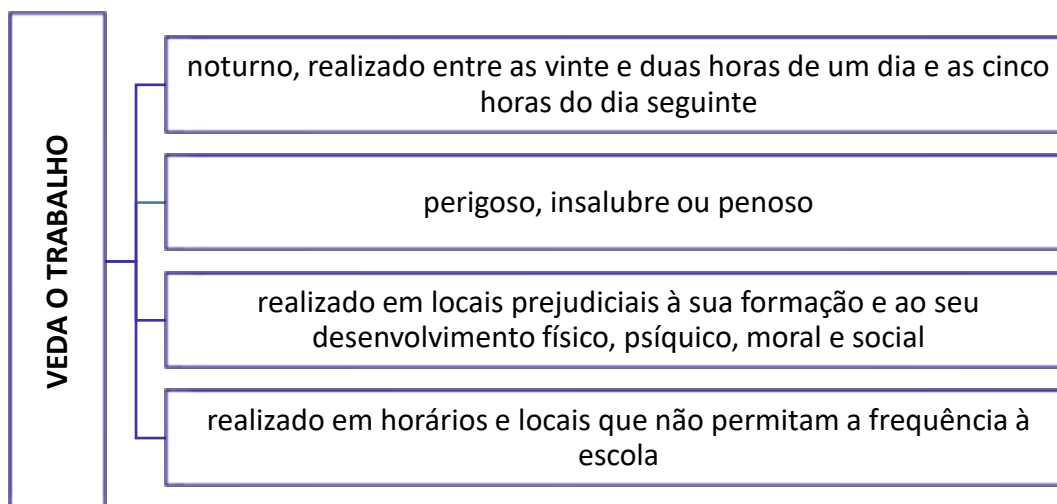 VEDA O TRABALHO
noturno, realizado entre as vinte e duas horas de um dia e as cinco
horas do dia seguinte
perigoso, insalubre ou penoso
realizado em locais prejudiciais à sua formação e ao seu
desenvolvimento físico, psíquico, moral e social
realizado em horários e locais que não permitam a frequência à
escola